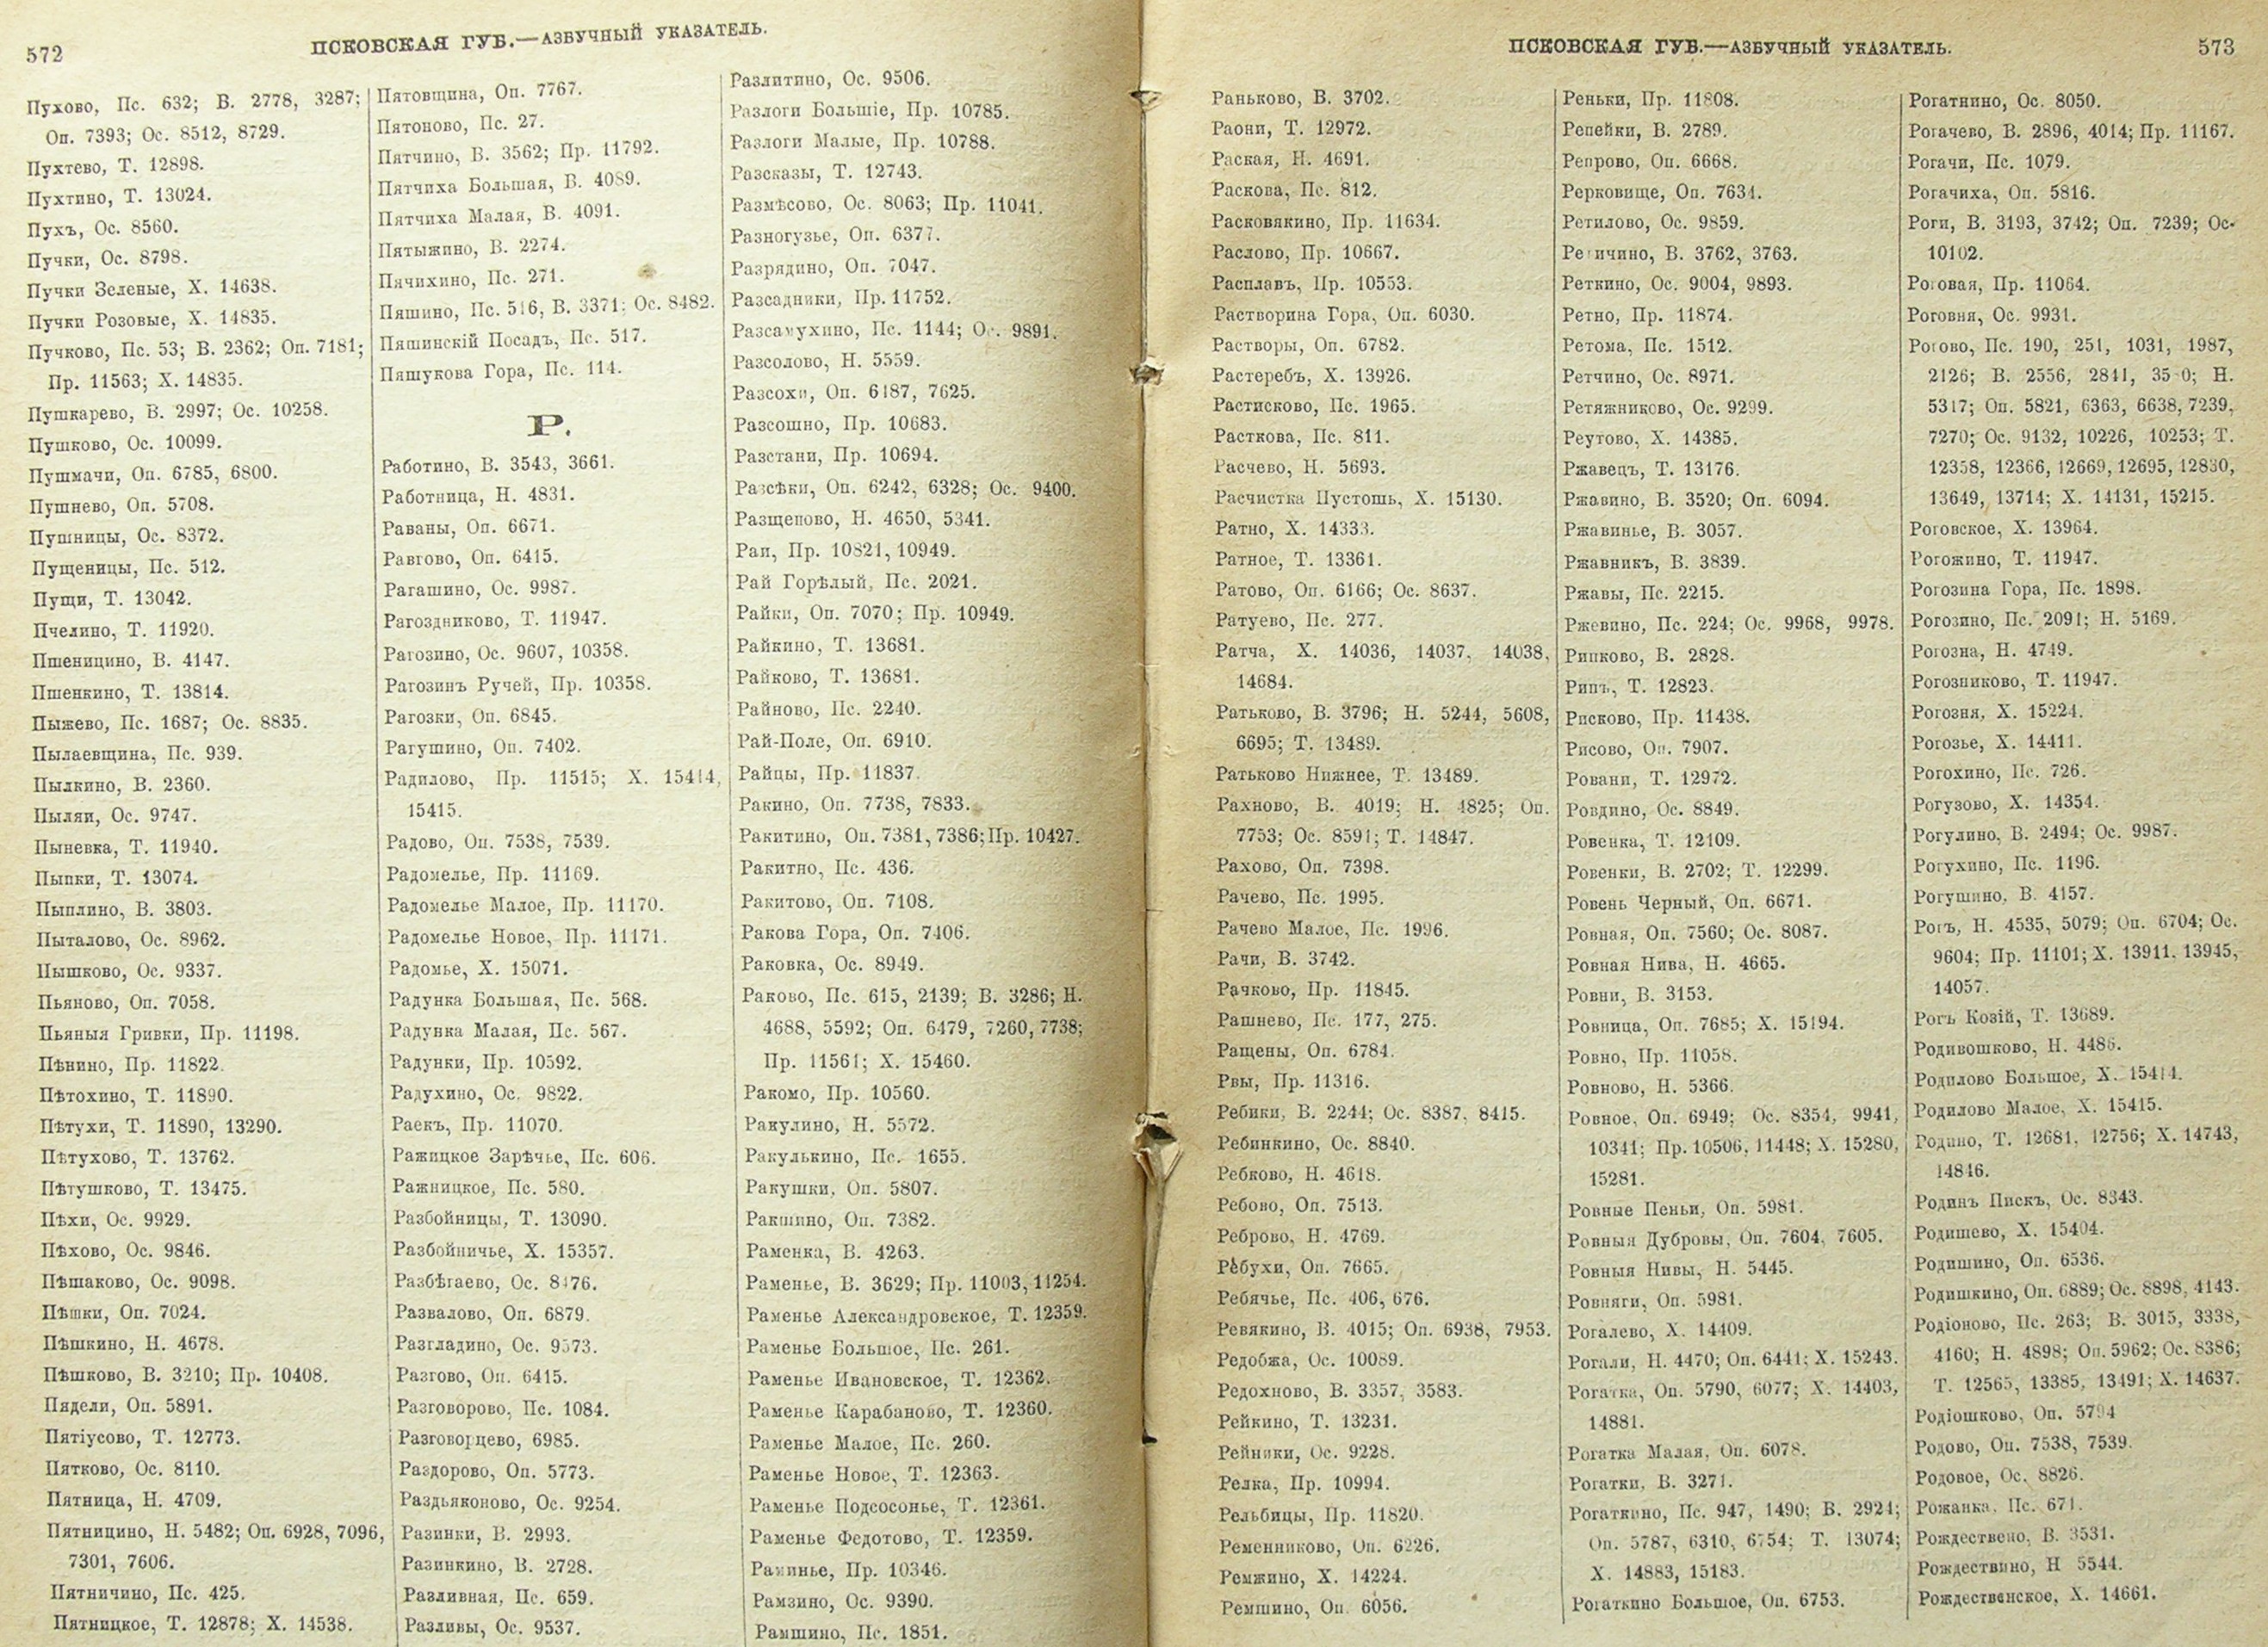 572
ПСКОВСКАЯ ГУБ.—АЗБУЧНЫЙ УКАЗАТЕЛЬ.
Пухово, Пс. 632; В. 2778, 3287;
Оп. 7393; Ос. 8512, 8729.
Пухтево, Т. 12898.
Пухтино, Т. 13024.
Пухъ, Ос. 8560.
Пучки, Ос. 8798.
Пучки Зеленые, Х. 14638.
Пучки Розовые, Х. 14835.
Пучково, Пс. 53; В. 2362; Оп. 7181;
Пр. 11563; Х. 14835.
Пушкарево, В. 2997; Ос. 10258.
Пушково, Ос. 10099.
Пушмачи, Оп. 6785, 6800.
Пушнево, Оп. 5708.
Пушницы, Ос. 8372.
Пущеницы, Пс. 512.
Пущи, Т. 13042.
Пчелино, Т. 11920.
Пшеницино, В. 4147.
Пшенкино, Т. 13814.
Пыжево, Пс. 1687; Ос. 8835.
Пылаевщина, Пс. 939.
Пылкино, В. 2360.
Пыляи, Ос. 9747.
Пыневка, Т. 11940.
Пыпки, Т. 13074.
Пыплино, В. 3803.
Пыталово, Ос. 8962.
Пышково, Ос. 9337.
Пьяново, Оп. 7058.
Пьяныя Гривки, Пр. 11198.
Пѣнино, Пр. 11822.
Пѣтохино, Т. 11890.
Пѣтухи, Т. 11890, 13290.
Пѣтухово, Т. 13762.
Пѣтушково, Т. 13475.
Пѣхи, Ос. 9929.
Пѣхово, Ос. 9846.
Пѣшаково, Ос. 9098.
Пѣшки, Оп. 7024.
Пѣшкино, Н. 4678.
Пѣшково, В. 3210; Пр. 10408.
Пядели, Оп. 5891.
Пятіусово, Т. 12773.
Пятково, Ос. 8110.
Пятница, Н. 4709.
Пятницино, Н. 5482; Оп. 6928, 7096,
7301, 7606.
Пятничино, Пс. 425.
Пятницкое, Т. 12878; Х. 14538.
Пятовщина, Оп. 7767.
Пятоново, Пс. 27.
Пятчино, В. 3562; Пр. 11792.
Пятчиха Большая, В. 4089.
Пятчиха Малая, В. 4091.
Пятыжино, В. 2274.
Пячихино, Пс. 271.
Пяшино, Пс. 516, В. 3371; Ос. 8482.
Пяшинскій Посадъ, Пс. 517.
Пяшукова Гора, Пс. 114.
Р.
Работино, В. 3543, 3661.
Работница, Н. 4831.
Раваны, Оп. 6671.
Равгово, Оп. 6415.
Рагашино, Ос. 9987.
Рагоздниково, Т. 11947.
Рагозино, Ос. 9607, 10358.
Рагозинъ Ручей, Пр. 10358.
Рагозки, Оп. 6845.
Рагушино, Оп. 7402.
Радилово, Пр. 11515; Х. 15414,
15415.
Радово, Оп. 7538, 7539.
Радомелье, Пр. 11169.
Радомелье Малое, Пр. 11170.
Радомелье Новое, Пр. 11171.
Радомье, Х. 15071.
Радунка Большая, Пс. 568.
Радунка Малая, Пс. 567.
Радунки, Пр. 10592.
Радухино, Ос. 9822.
Раекъ, Пр. 11070.
Ражицкое Зарѣчье, Пс. 606.
Ражницкое, Пс. 580.
Разбойницы, Т. 13090.
Разбойничье, Х. 15357.
Разбѣгаево, Ос. 8476.
Развалово, Оп. 6879.
Разгладино, Ос. 9573.
Разгово, Оп. 6415.
Разговорово, Пс. 1084.
Разговорцево, 6985.
Раздорово, Оп. 5773.
Раздьяконово, Ос. 9254.
Разинки, В. 2993.
Разинкино, В. 2728.
Разливная, Пс. 659.
Разливы, Ос. 9537.
Разлитино, Ос. 9506.
Разлоги Большіе, Пр. 10785.
Разлоги Малые, Пр. 10788.
Разсказы, Т. 12743.
Размѣсово, Ос. 8063; Пр. 11041.
Разногузье, Оп. 6377.
Разрядино, Оп. 7047.
Разсадники, Пр. 11752.
Разсамухино, Пс. 1144; Ос. 9891.
Разсолово, Н. 5559.
Разсохи, Оп. 6187, 7625.
Разсошно, Пр. 10683.
Разстани, Пр. 10694.
Разсѣки, Оп. 6242, 6328; Ос. 9400.
Разщепово, Н. 4650, 5341.
Раи, Пр. 10821, 10949.
Рай Горѣлый, Пс. 2021.
Райки, Оп. 7070; Пр. 10949.
Райкино, Т. 13681.
Райково, Т. 13681.
Райново, Пс. 2240.
Рай-Поле, Оп. 6910.
Райцы, Пр. 11837.
Ракино, Оп. 7738, 7833.
Ракитино, Оп. 7381, 7386; Пр. 10427.
Ракитно, Пс. 436.
Ракитово, Оп. 7108.
Ракова Гора, Оп. 7406.
Раковка, Ос. 8949.
Раково, Пс. 615, 2139; В. 3286; Н.
4688, 5592; Оп. 6479, 7260, 7738;
Пр. 11561; Х. 15460.
Ракомо, Пр. 10560.
Ракулино, Н. 5572.
Ракулькино, Пс. 1655.
Ракушки, Оп. 5807.
Ракшино, Оп. 7382.
Раменка, В. 4263.
Раменье, В. 3629; Пр. 11003, 11254.
Раменье Александровское, Т. 12359.
Раменье Большое, Пс. 261.
Раменье Ивановское, Т. 12362.
Раменье Карабаново, Т. 12360.
Раменье Малое, Пс. 260.
Раменье Новое, Т. 12363.
Раменье Подсосонье, Т. 12361.
Раменье Федотово, Т. 12359.
Раминье, Пр. 10346.
Рамзино, Ос. 9390.
Рамшино, Пс. 1851.
ПСКОВСКАЯ ГУБ.—АЗБУЧНЫЙ УКАЗАТЕЛЬ.
573
Раньково, В. 3702.
Раони, Т. 12972.
Раская, Н. 4691.
Раскова, Пс. 812.
Расковякино, Пр. 11634.
Раслово, Пр. 10667.
Расплавъ, Пр. 10553.
Растворина Гора, Оп. 6030.
Растворы, Оп. 6782.
Растеребъ, Х. 13926.
Растисково, Пс. 1965.
Расткова, Пс. 811.
Расчево, Н. 5693.
Расчистка Пустошь, Х. 15130.
Ратно, Х. 14333.
Ратное, Т. 13361.
Ратово, Оп. 6166; Ос. 8637.
Ратуево, Пс. 277.
Ратча, Х. 14036, 14037, 14038,
14684.
Ратьково, В. 3796; Н. 5244, 5608,
6695; Т. 13489.
Ратьково Нижнее, Т. 13489.
Рахново, В. 4019; Н. 4825; Оп.
7753; Ос. 8591; Т. 14847.
Рахово, Оп. 7398.
Рачево, Пс. 1995.
Рачево Малое, Пс. 1996.
Рачи, В. 3742.
Рачково, Пр. 11845.
Рашнево, Пс. 177, 275.
Ращены, Оп. 6784.
Рвы, Пр. 11316.
Ребики, В. 2244; Ос. 8387, 8415.
Ребинкино, Ос. 8840.
Ребково, Н. 4618.
Ребово, Оп. 7513.
Реброво, Н. 4769.
Ребухи, Оп. 7665.
Ребячье, Пс. 406, 676.
Ревякино, В. 4015; Оп. 6938, 7953.
Редобжа, Ос. 10089.
Редохново, В. 3357, 3583.
Рейкино, Т. 13231.
Рейники, Ос. 9228.
Релка, Пр. 10994.
Рельбицы, Пр. 11820.
Ременниково, Оп. 6226.
Ремжино, Х. 14224.
Ремшино, Оп. 6056.
Реньки, Пр. 11808.
Репейки, В. 2789.
Репрово, Оп. 6668.
Рерковище, Оп. 7631.
Ретилово, Ос. 9859.
Ретичино, В. 3762, 3763.
Реткино, Ос. 9004, 9893.
Ретно, Пр. 11874.
Ретома, Пс. 1512.
Ретчино, Ос. 8971.
Ретяжниково, Ос. 9299.
Реутово, Х. 14385.
Ржавецъ, Т. 13176.
Ржавино, В. 3520; Оп. 6094.
Ржавинье, В. 3057.
Ржавникъ, В. 3839.
Ржавы, Пс. 2215.
Ржевино, Пс. 224; Ос. 9968, 9978.
Рипково, В. 2828.
Рипъ, Т. 12823.
Рисково, Пр. 11438.
Рисово, Оп. 7907.
Ровани, Т. 12972.
Ровдино, Ос. 8849.
Ровенка, Т. 12109.
Ровенки, В. 2702; Т. 12299.
Ровень Черный, Оп. 6671.
Ровная, Оп. 7560; Ос. 8087.
Ровная Нива, Н. 4665.
Ровни, В. 3153.
Ровница, Оп. 7685; Х. 15194.
Ровно, Пр. 11058.
Ровново, Н. 5366.
Ровное, Оп. 6949; Ос. 8354, 9941,
10341; Пр. 10506, 11448; Х. 15280,
15281.
Ровные Пеньи, Оп. 5981.
Ровныя Дубровы, Оп. 7604, 7605.
Ровныя Нивы, Н. 5445.
Ровняги, Оп. 5981.
Рогалево, Х. 14409.
Рогали, Н. 4470; Оп. 6441; Х. 15243.
Рогатка, Оп. 5790, 6077; Х. 14403,
14881.
Рогатка Малая, Оп. 6078.
Рогатки, В. 3271.
Рогаткино, Пс. 947, 1490; В. 2924;
Оп. 5787, 6310, 6754; Т. 13074;
Х. 14883, 15183.
Рогаткино Большое, Оп. 6753.
Рогатнино, Ос. 8050.
Рогачево, В. 2896, 4014; Пр. 11167.
Рогачи, Пс. 1079.
Рогачиха, Оп. 5816.
Роги, В. 3193, 3742; Оп. 7239; Ос.
10102.
Роговая, Пр. 11064.
Роговня, Ос. 9931.
Рогово, Пс. 190, 251, 1031, 1987,
2126; В. 2556, 2841, Н.
5317; Оп. 5821, 6363, 6638, 7239,
7270; Ос. 9132, 10226, 10253; Т.
12358, 12366, 12669, 12695, 12830,
13649, 13714; Х. 14131, 15215.
Роговское, Х. 13964.
Рогожино, Т. 11947.
Рогозина Гора, Пс. 1898.
Рогозино, Пс. 2091; Н. 5169.
Рогозна, Н. 4749.
Рогозниково, Т. 11947.
Рогозня, Х. 15224.
Рогозье, Х. 14411.
Рогохино, Пс. 726.
Рогузово, Х. 14354.
Рогулино, В. 2494; Ос. 9987.
Рогухино, Пс. 1196.
Рогушино, В. 4157.
Рогъ, Н. 4535, 5079; Оп. 6704; Ос.
9604; Пр. 11101; Х. 13911, 13945,
14057.
Рогъ Козій, Т. 13689.
Родивошково, Н. 4486.
Родилово Большое, Х. 15414.
Родилово Малое, Х. 15415.
Родино, Т. 12681, 12756; Х. 14743,
14846.
Родинъ Пискъ, Ос. 8343.
Родишево, Х. 15404.
Родишино, Оп. 6536.
Родишкино, Оп. 6889; Ос. 8898, 4143.
Родіоново, Пс. 263; В. 3015, 3338,
4160; Н. 4898; Оп. 5962; Ос. 8386;
Т. 12565, 13385, 13491; Х. 14637.
Родіошково, Оп. 5794
Родово, Оп. 7538, 7539.
Родовое, Ос. 8826.
Рожанка, Пс. 671.
Рождествено, В. 3531.
Рождествино, Н 5544.
Рождественское, Х. 14661.